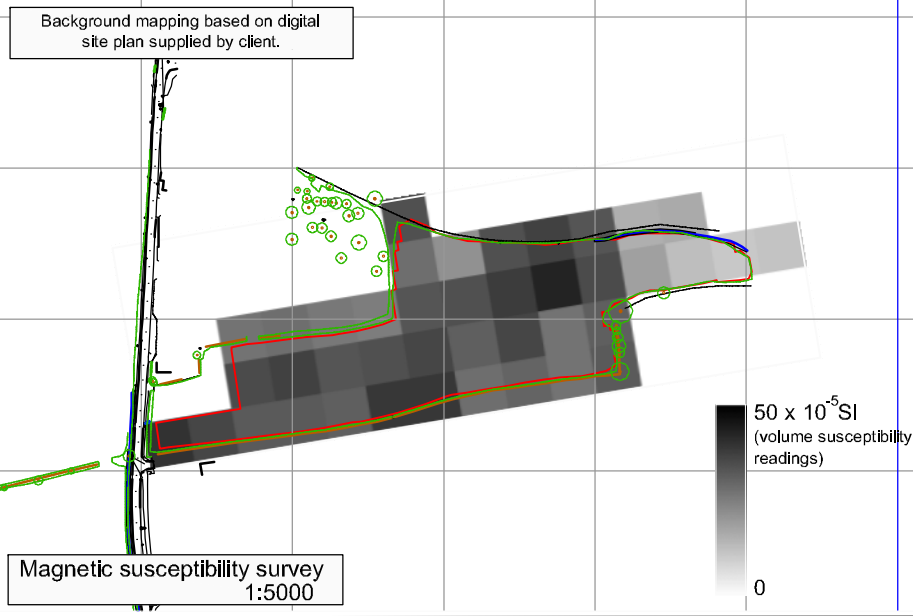 Background mapping based on digital
site plan supplied by client.
50 x 10⁻⁵SI
(volume susceptibility
readings)
0
Magnetic susceptibility survey
1:5000